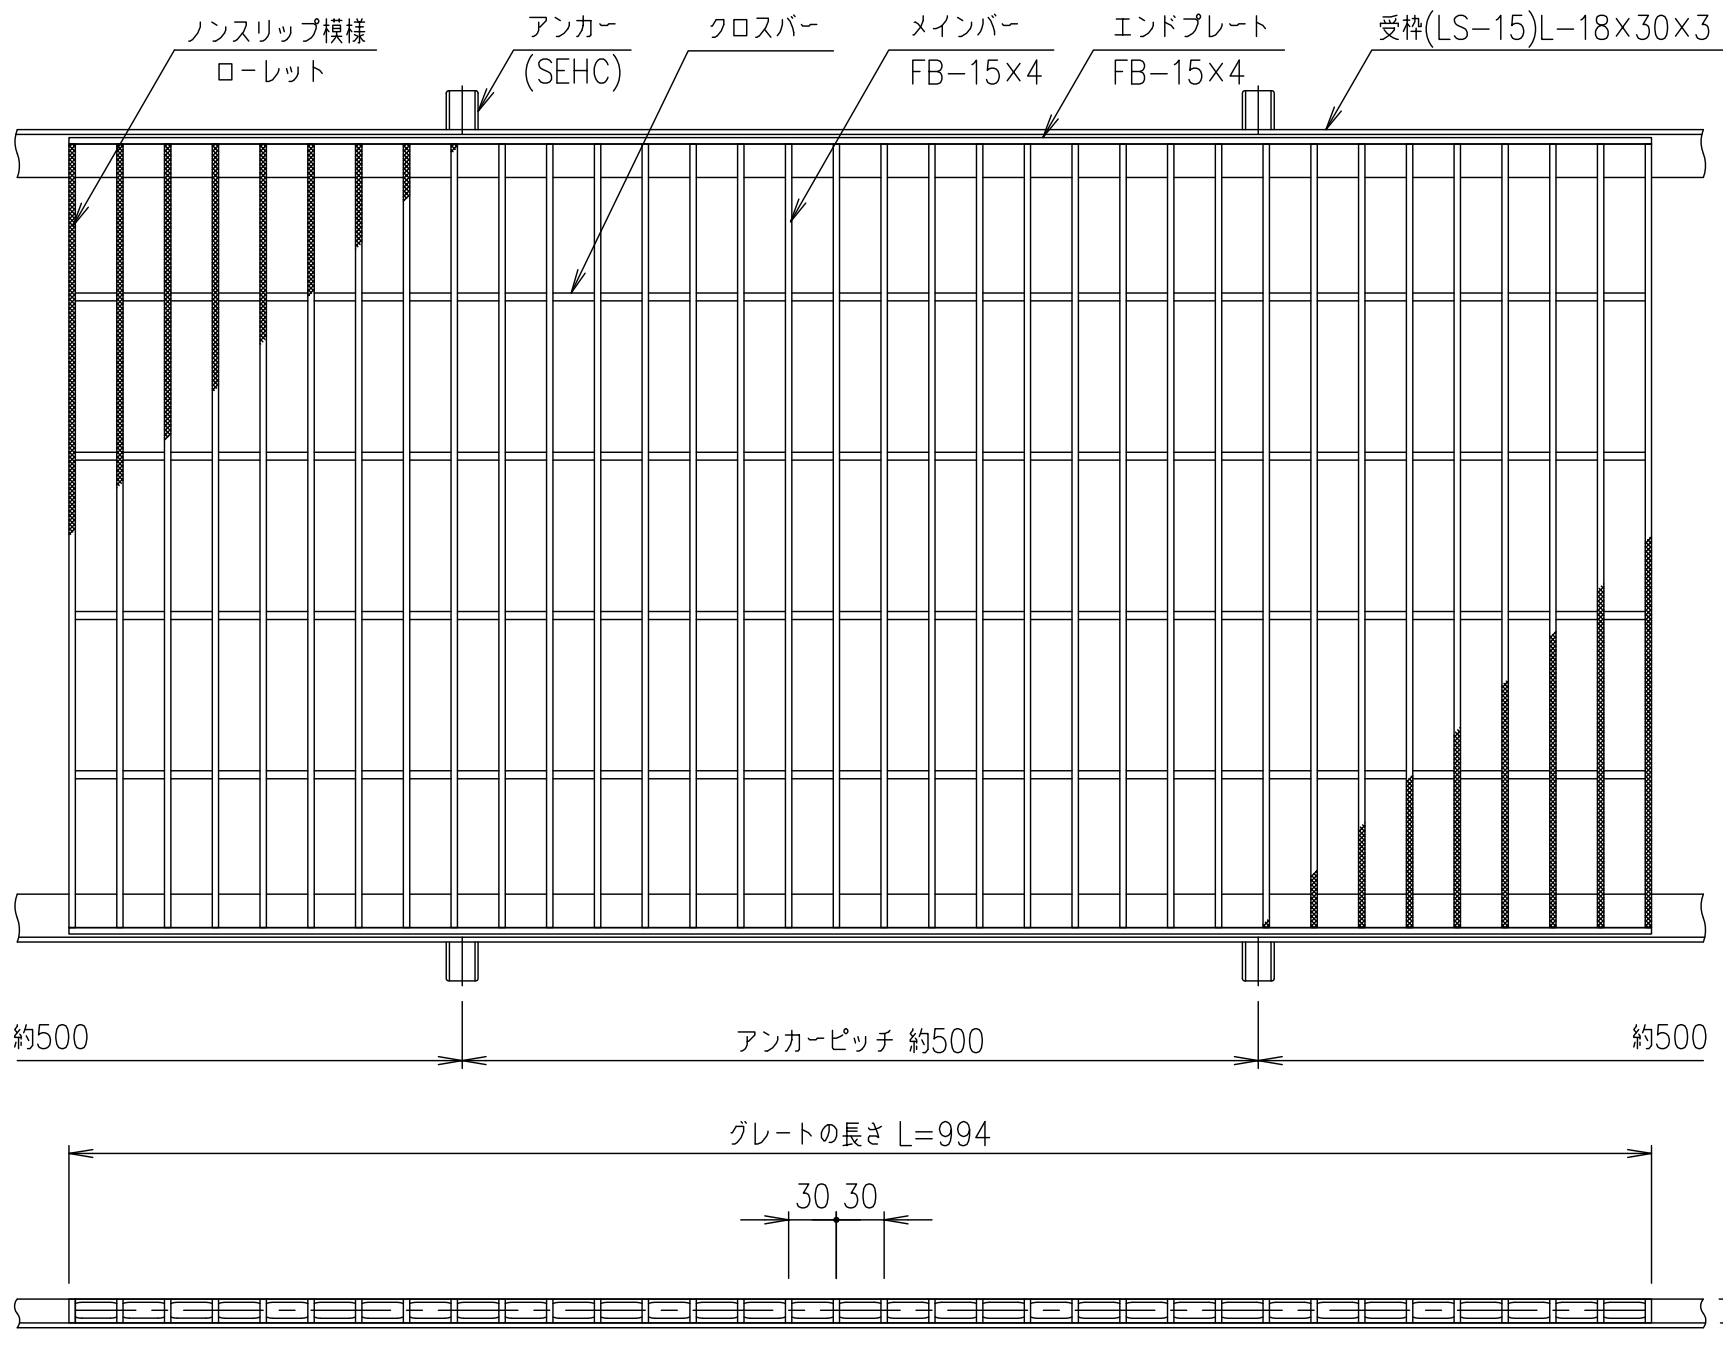 ノンスリップ模様
ローレット
アンカー
(SEHC)
クロスバー
メインバー
FB-15×4
エンドプレート
FB-15×4
受枠(LS-15)L-18×30×3
約500
アンカーピッチ 約500
約500
グレートの長さ L=994
30 30